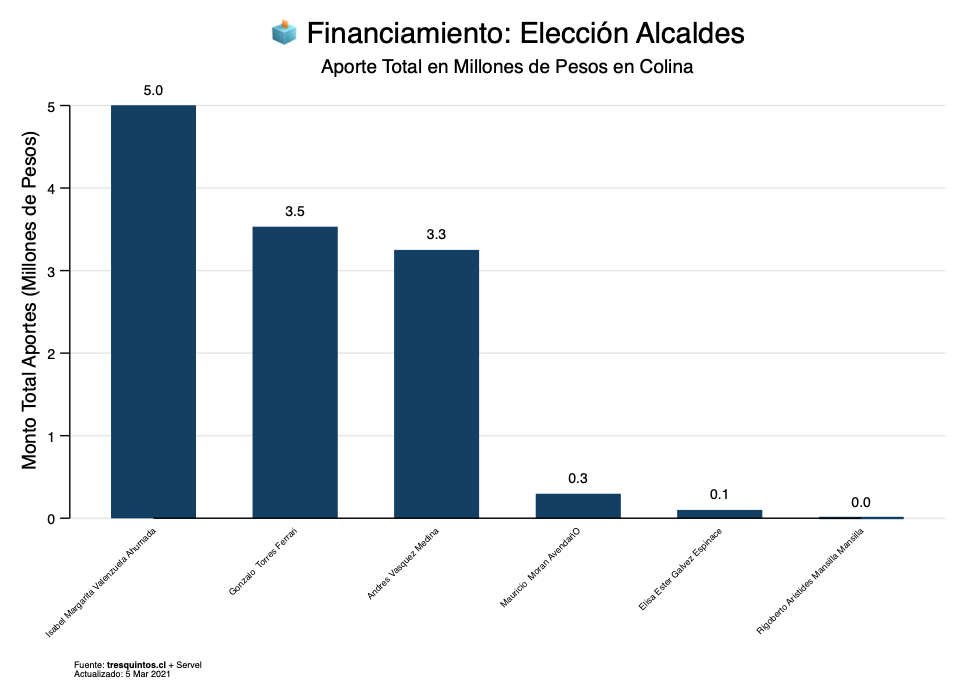 Financiamiento: Elección Alcaldes
Aporte Total en Millones de Pesos en Colina
Monto Total Aportes (Millones de Pesos)
5
4
3
2
1
0
5.0
3.5
3.3
0.3
0.1
0.0
Isabel Margarita Valenzuela Ahumada
Gonzalo  Torres Ferrari
Andres Vasquez Medina
Mauricio  Moran AvendañO
Elisa Ester Galvez Espinace
Rigoberto Aristides Mansilla Mansilla
Fuente: tresquintos.cl + Servel
Actualizado: 5 Mar 2021